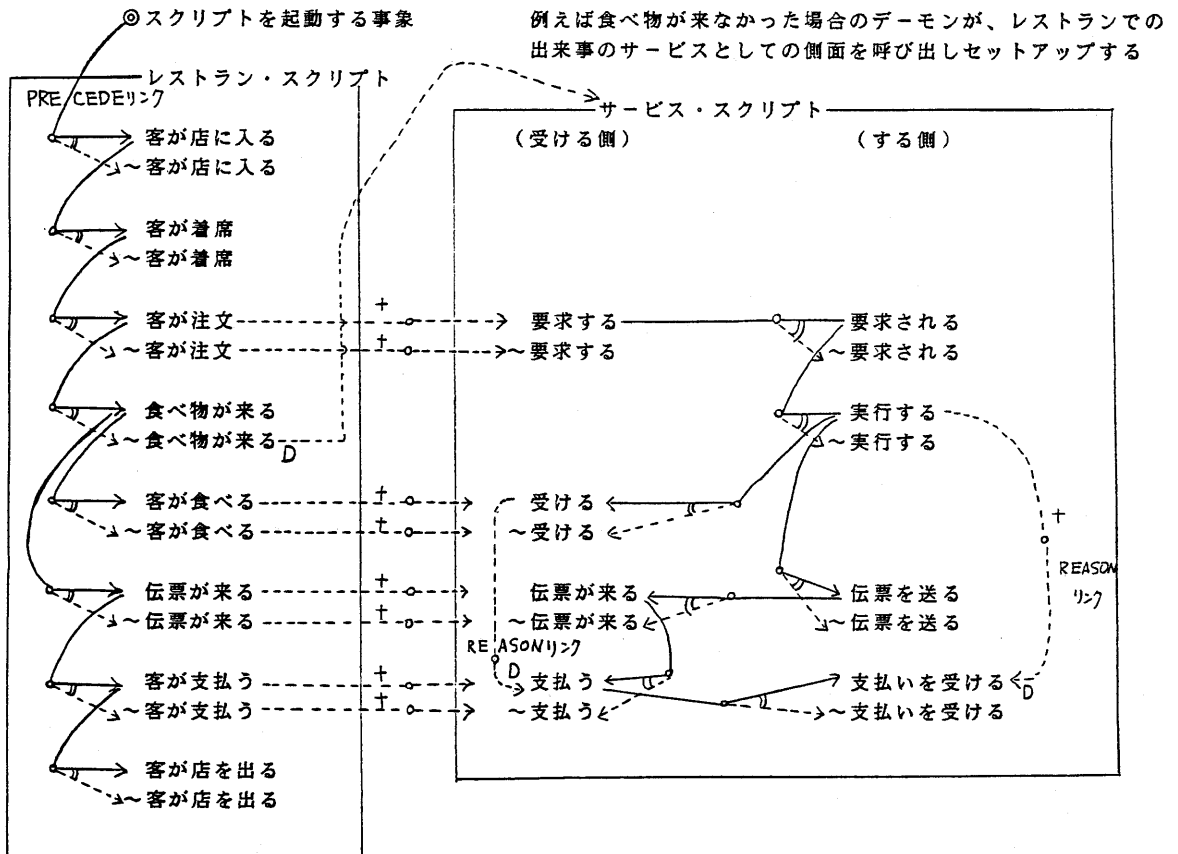 ◎スクリプトを起動する事象
例えば食べ物が来なかった場合のデーモンが、レストランでの
出来事のサービスとしての側面を呼び出しセットアップする
レストラン・スクリプト
PRECEDEリンク
客が店に入る
~客が店に入る
客が着席
~客が着席
客が注文
~客が注文
食べ物が来る
~食べ物が来る
D
客が食べる
~客が食べる
伝票が来る
~伝票が来る
客が支払う
~客が支払う
客が店を出る
~客が店を出る
+
+
+
+
+
+
+
+
サービス・スクリプト
(受ける側)
(する側)
要求する
~要求する
要求される
~要求される
実行する
~実行する
受ける
~受ける
伝票が来る
~伝票が来る
伝票を送る
~伝票を送る
REASONリンク
D
支払う
~支払う
支払いを受ける
~支払いを受ける
D
+
REASON
リンク